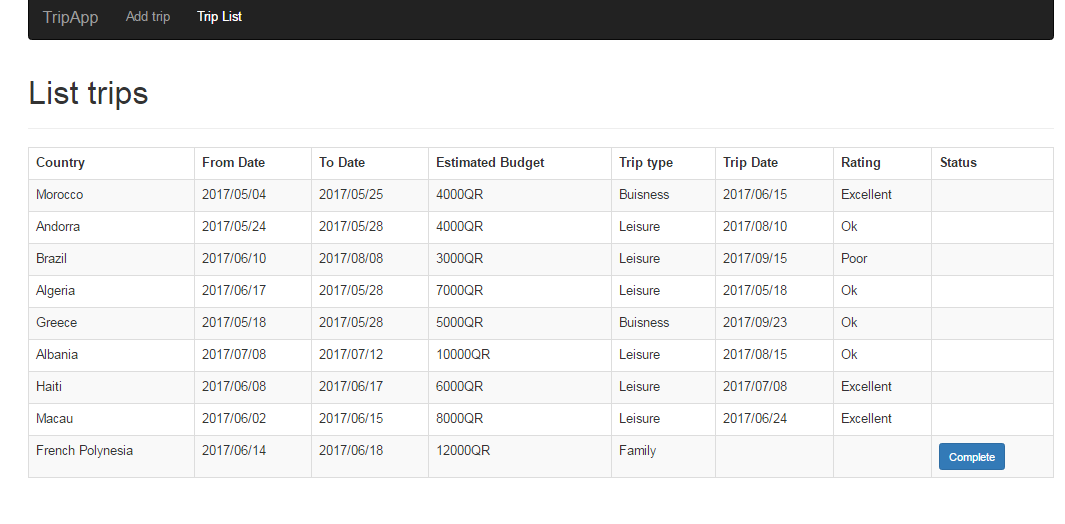 TripApp Add trip Trip List
List trips
Country From Date To Date Estimated Budget Trip type Trip Date Rating Status
Morocco 2017/05/04 2017/05/25 4000QR Buisness 2017/06/15 Excellent
Andorra 2017/05/24 2017/05/28 4000QR Leisure 2017/08/10 Ok
Brazil 2017/06/10 2017/08/08 3000QR Leisure 2017/09/15 Poor
Algeria 2017/06/17 2017/05/28 7000QR Leisure 2017/05/18 Ok
Greece 2017/05/18 2017/05/28 5000QR Buisness 2017/09/23 Ok
Albania 2017/07/08 2017/07/12 10000QR Leisure 2017/08/15 Ok
Haiti 2017/06/08 2017/06/17 6000QR Leisure 2017/07/08 Excellent
Macau 2017/06/02 2017/06/15 8000QR Leisure 2017/06/24 Excellent
French Polynesia 2017/06/14 2017/06/18 12000QR Family Complete